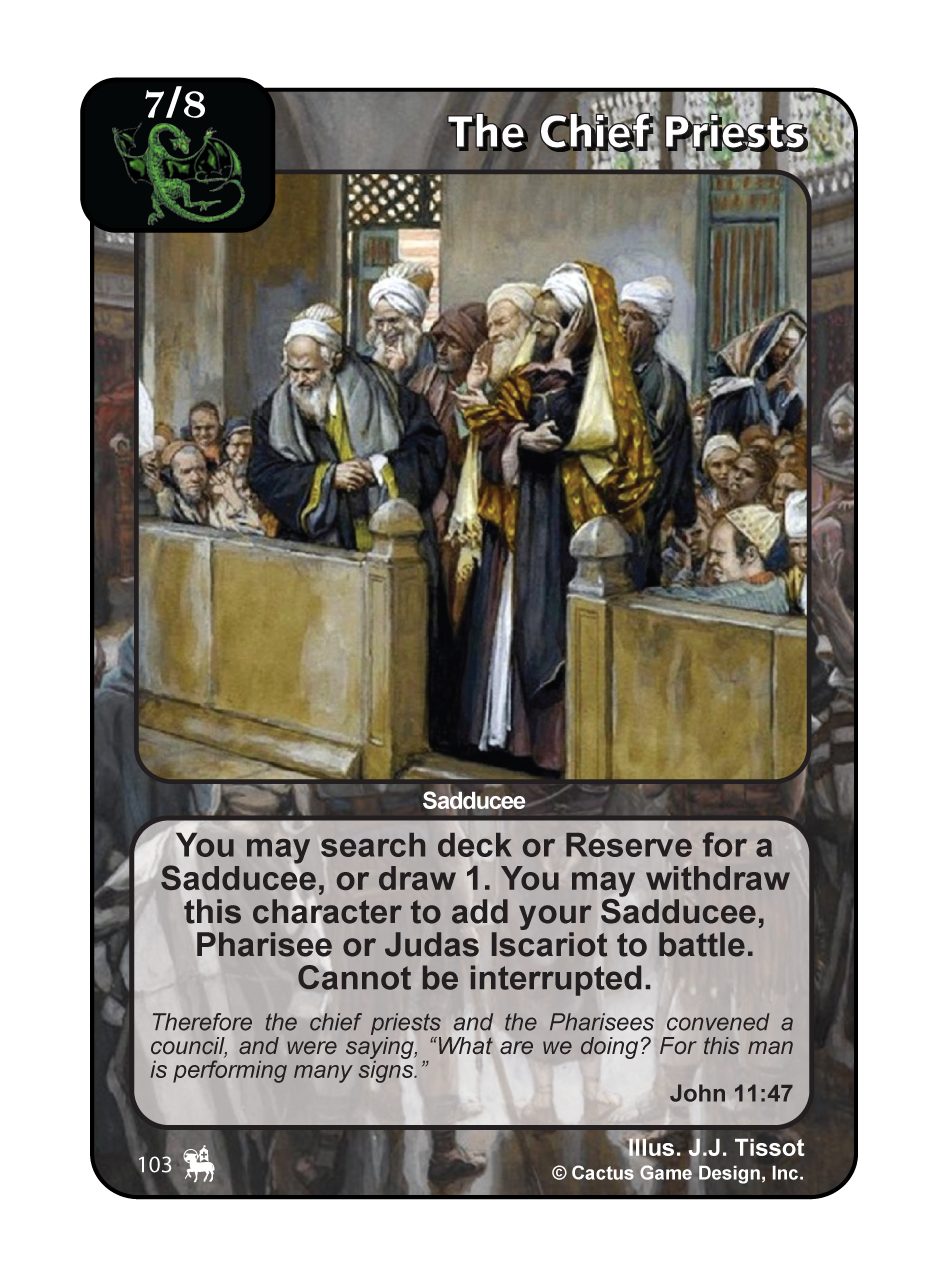 7/8
The Chief Priests
Sadducee
You may search deck or Reserve for a
Sadducee, or draw 1. You may withdraw
this character to add your Sadducee,
Pharisee or Judas Iscariot to battle.
Cannot be interrupted.
Therefore the chief priests and the Pharisees convened a
council, and were saying, “What are we doing? For this man
is performing many signs.”
John 11:47
103
Illus. J.J. Tissot
© Cactus Game Design, Inc.